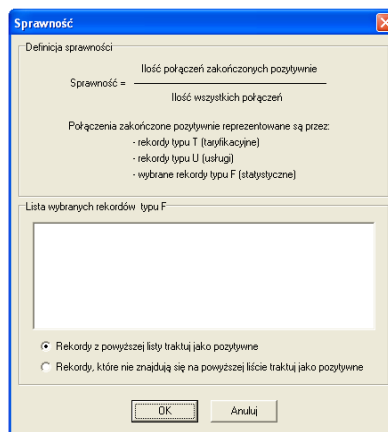 Sprawność
Definicja sprawności
Ilość połączeń zakończonych pozytywnie
Sprawność =
Ilość wszystkich połączeń
Połączenia zakończone pozytywnie reprezentowane są przez:
- rekordy typu T (taryfikacyjne)
- rekordy typu U (usługi)
- wybrane rekordy typu F (statystyczne)
Lista wybranych rekordów typu F
Rekordy z powyższej listy traktuj jako pozytywne
Rekordy, które nie znajdują się na powyższej liście traktuj jako pozytywne
OK
Anuluj